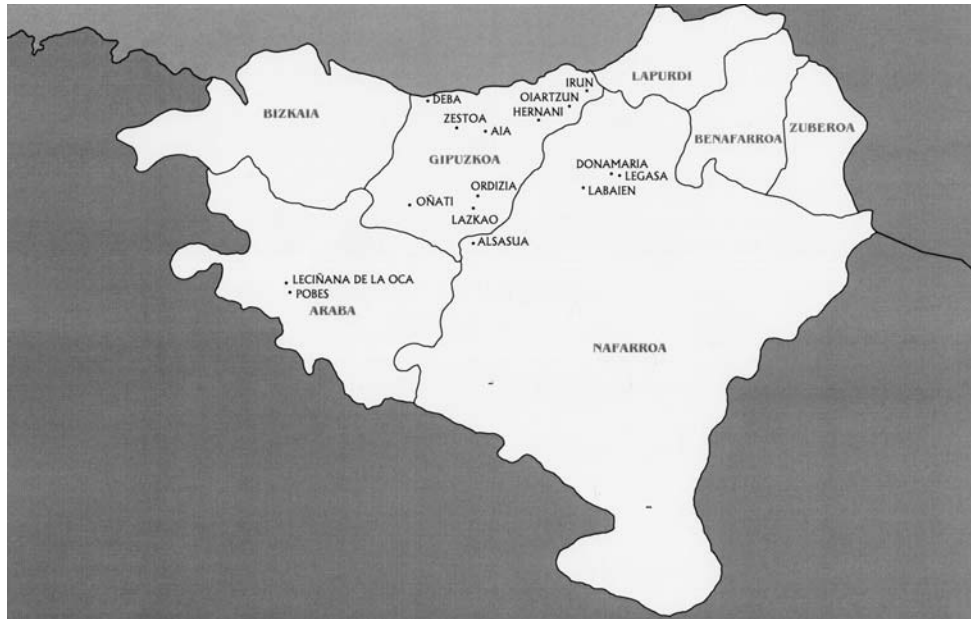 LAPURDI
IRUN
OIARTZUN
DEBA
BIZKAIA
HERNANI
ZESTOA
AIA
ZUBEROA
BENAFARROA
GIPUZKOA
DONAMARIA
LEGASA
LABAIEN
ORDIZIA
OÑATI
LAZKAO
ALSASUA
LECIÑANA DE LA OCA
POBES
ARABA
NAFARROA